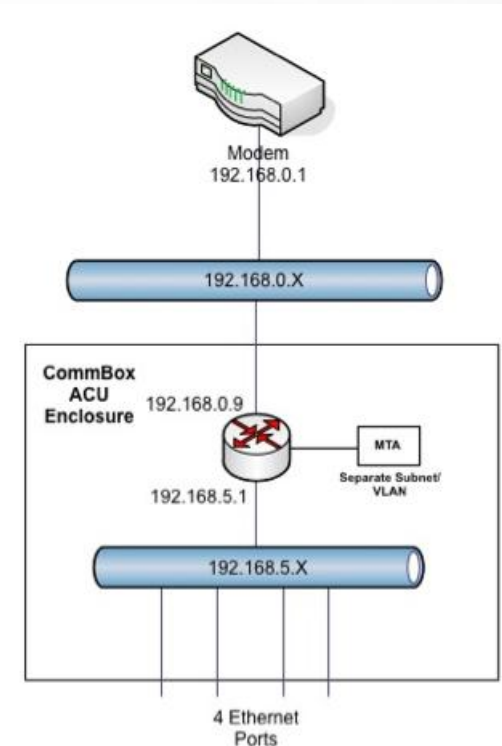 Modem
192.168.0.1
192.168.0.X
CommBox
ACU
Enclosure
192.168.0.9
MTA
Separate Subnet/
VLAN
192.168.5.1
192.168.5.X
4 Ethernet
Ports